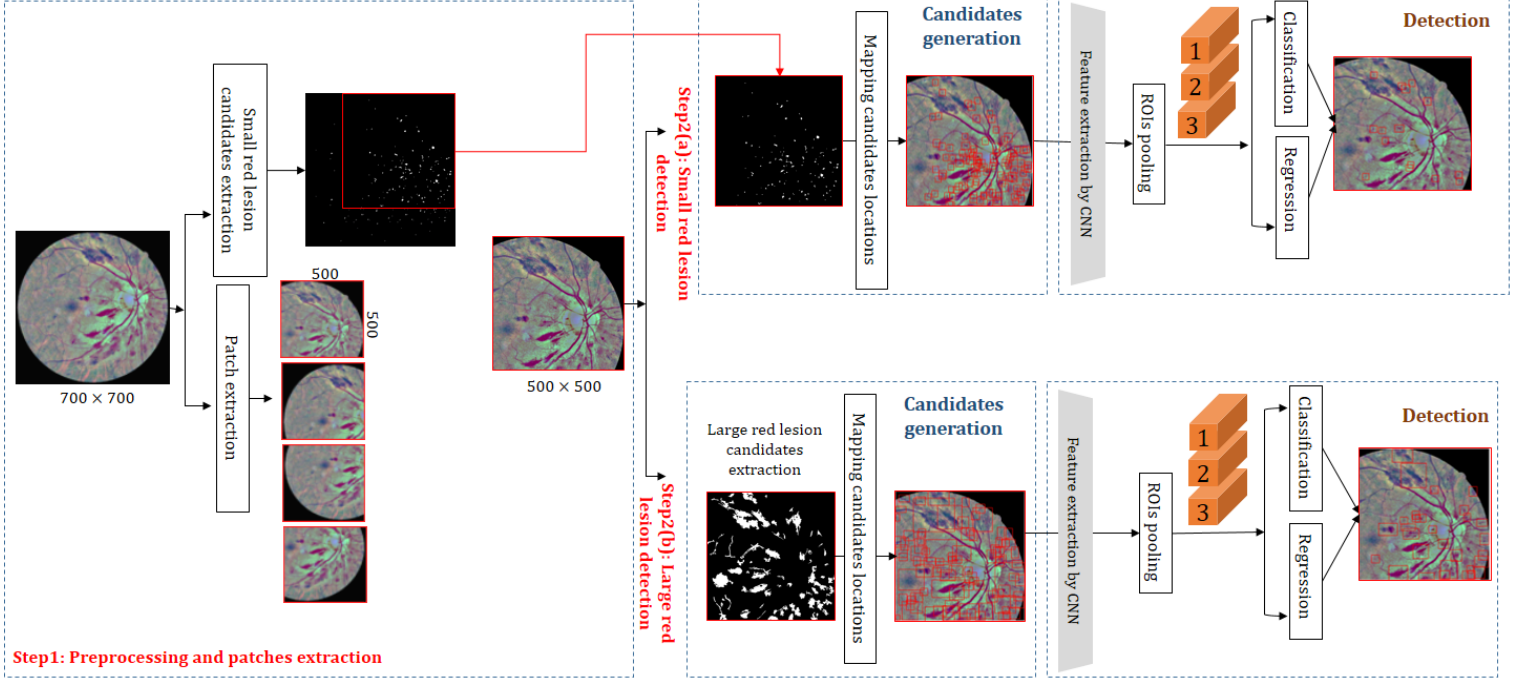 Small red lesion
candidates extraction
Patch extraction
700 × 700
500
500
500 × 500
Step1: Preprocessing and patches extraction
Step2(a): Small red lesion
detection
Candidates
generation
Mapping candidates locations
Feature extraction by CNN
ROIs pooling
1
2
3
Classification
Regression
Detection
Step2(b): Large red
lesion detection
Large red lesion
candidates
extraction
Candidates
generation
Mapping candidates locations
Feature extraction by CNN
ROIs pooling
1
2
3
Classification
Regression
Detection